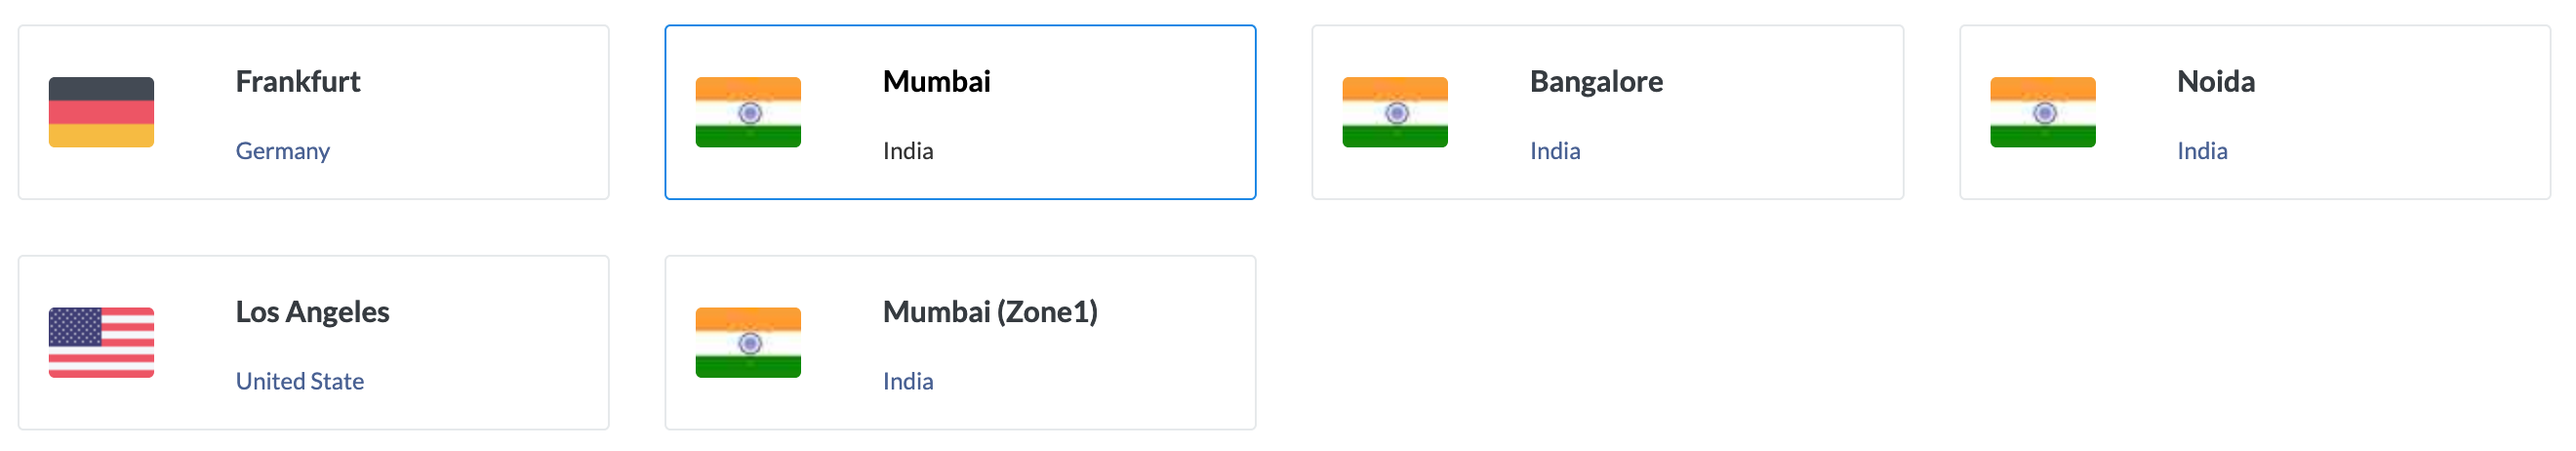 Frankfurt
Germany
Mumbai
India
Bangalore
India
Noida
India
Los Angeles
United State
Mumbai (Zone1)
India